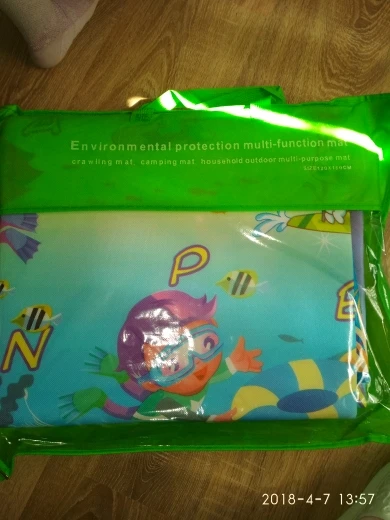 Environmental protection multi-function mat
crawling mat, camping mat, household outdoor multi-purpose mat
P
E
N
2018-4-7 13:57